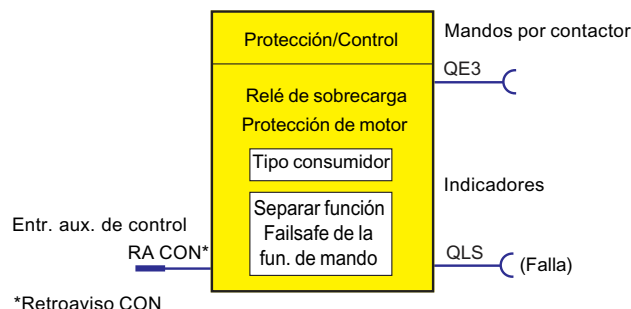 Protección/Control
Mandos por contactor
QE3
Relé de sobrecarga
Protección de motor
Tipo consumidor
Indicadores
Separar función
Failsafe de la
fun. de mando
Entr. aux. de control
RA CON*
QLS
(Falla)
*Retroaviso CON